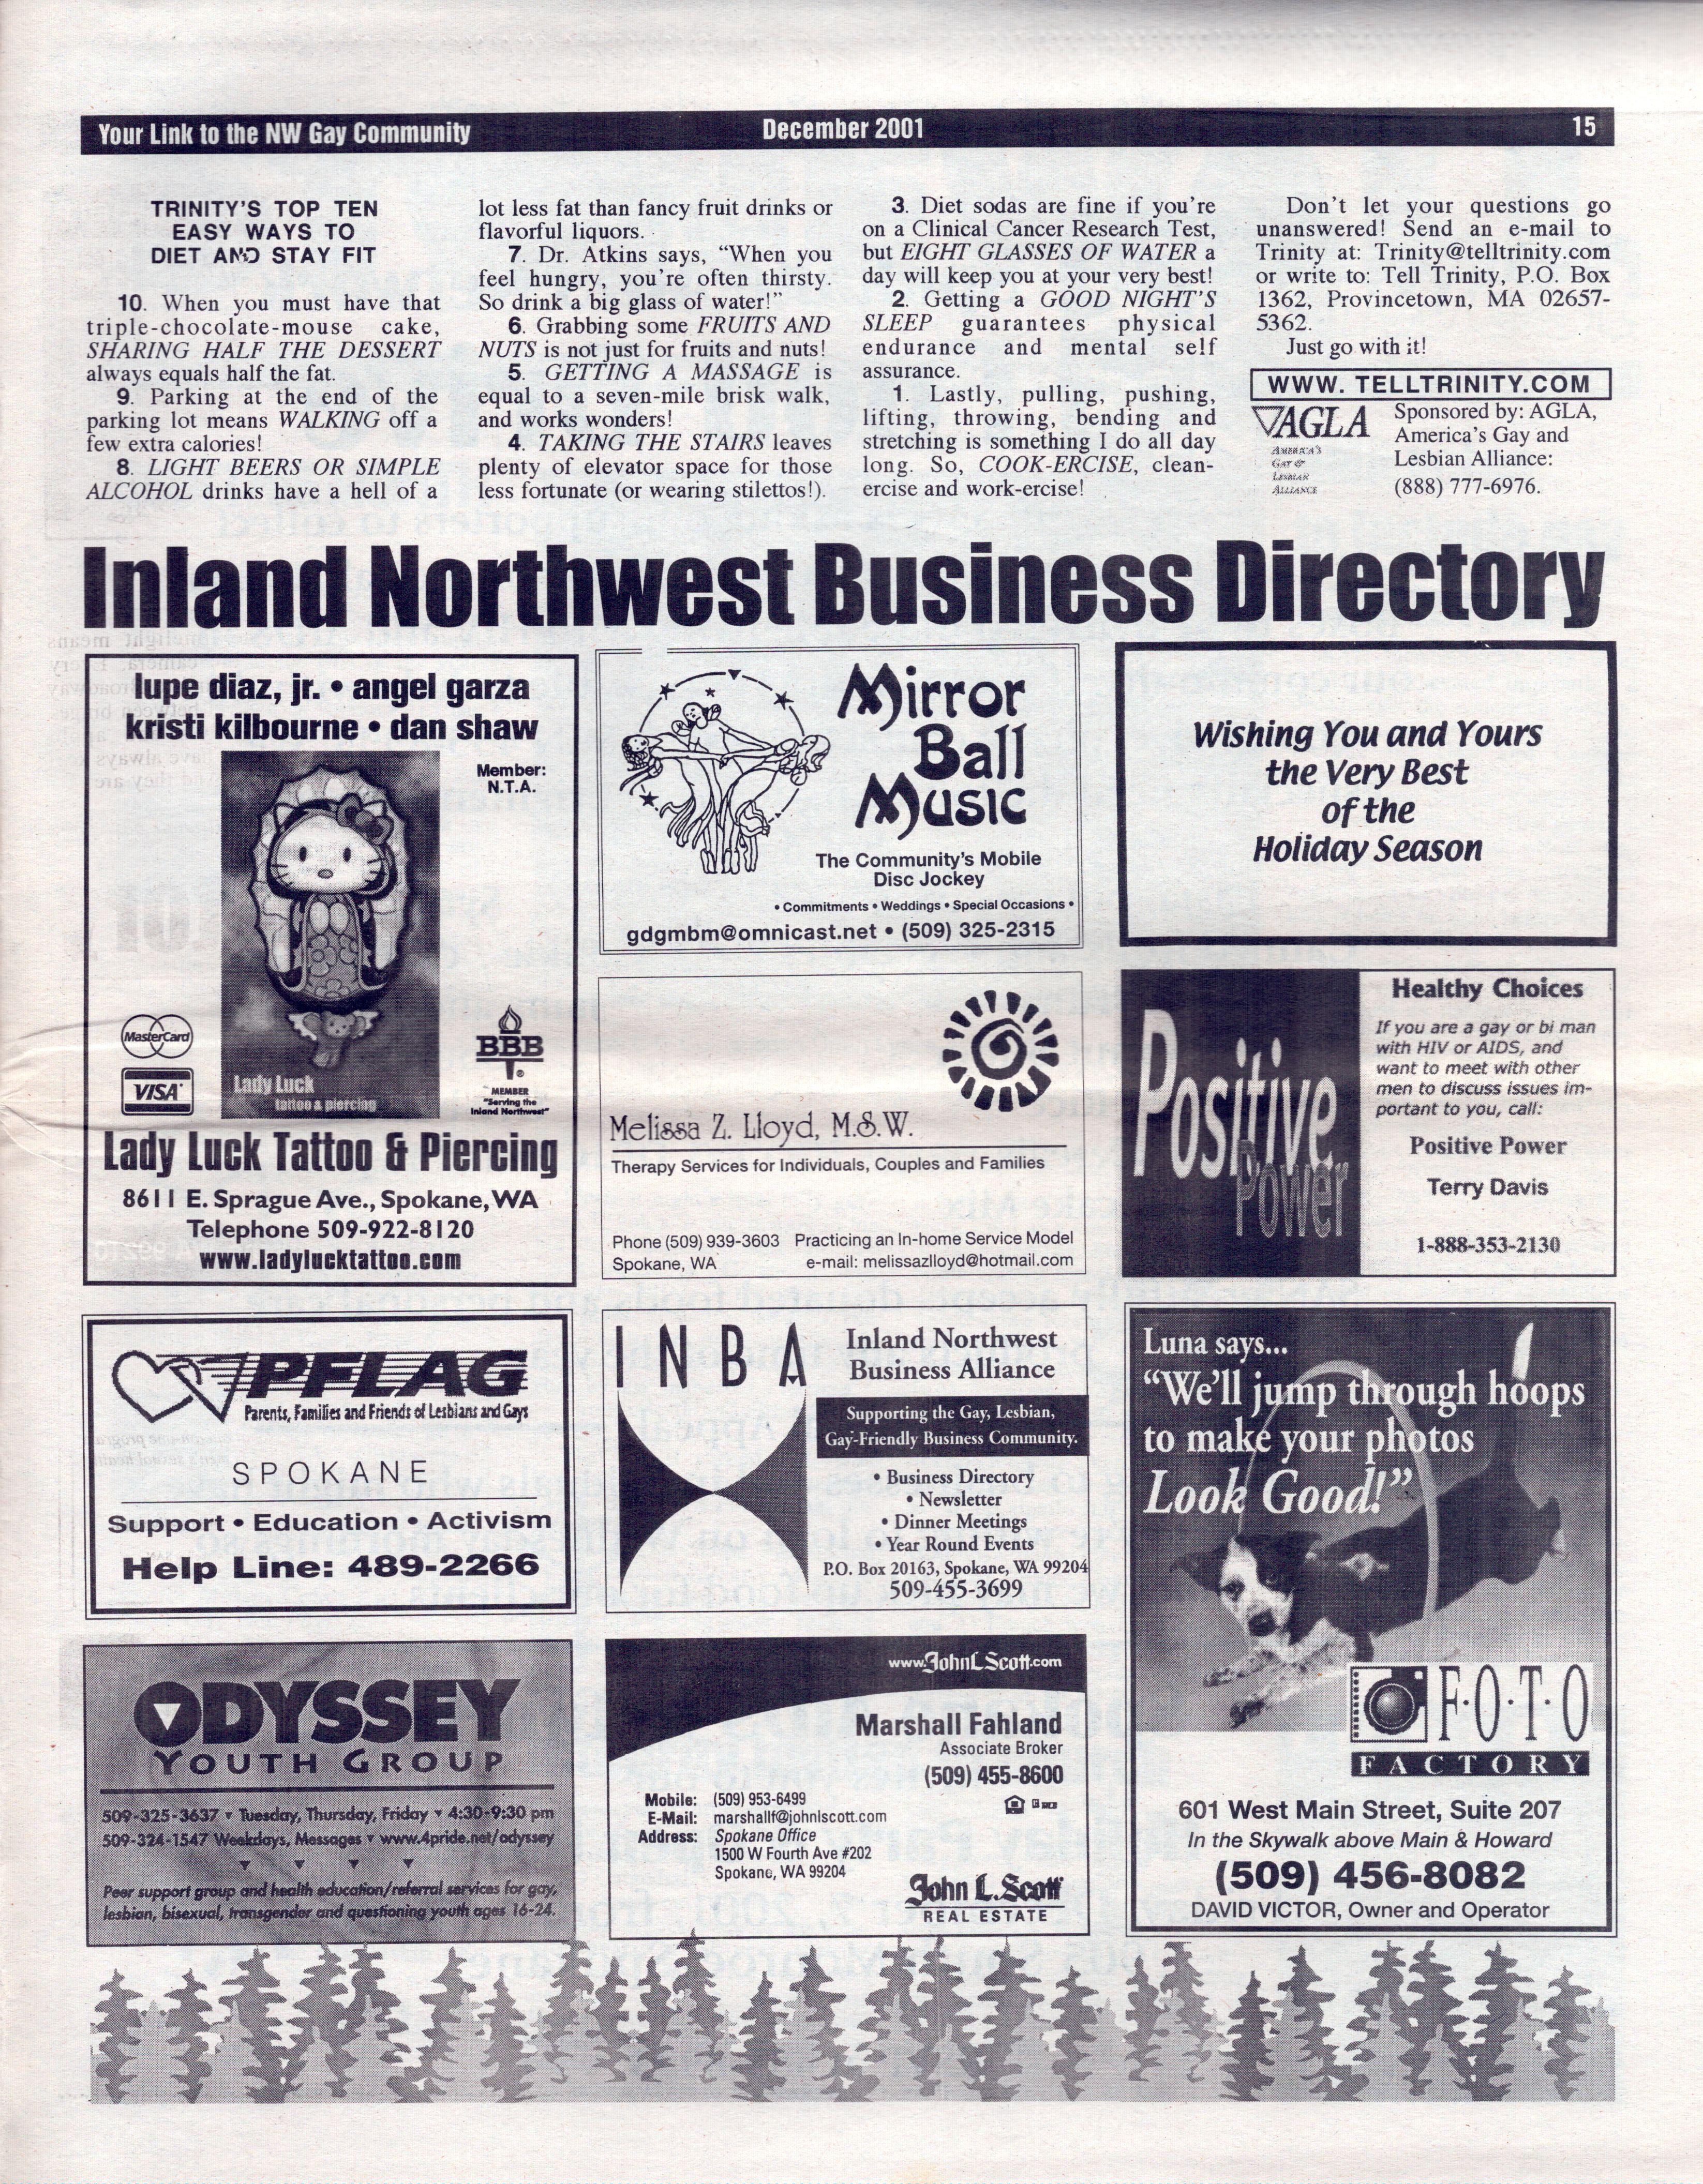 Your Link to the NW Gay Community
December 2001
15
TRINITY'S TOP TEN
EASY WAYS TO
DIET AND STAY FIT
10. When you must have that
triple-chocolate-mouse cake,
SHARING HALF THE DESSERT
always equals half the fat.
9. Parking at the end of the
parking lot means WALKING off a
few extra calories!
8. LIGHT BEERS OR SIMPLE
ALCOHOL drinks have a hell of a
lot less fat than fancy fruit drinks or
flavorful liquors.
7. Dr. Atkins says, "When you
feel hungry, you're often thirsty.
So drink a big glass of water!"
6. Grabbing some FRUITS AND
NUTS is not just for fruits and nuts!
5. GETTING A MASSAGE is
equal to a seven-mile brisk walk,
and works wonders!
4. TAKING THE STAIRS leaves
plenty of elevator space for those
less fortunate (or wearing stilettos!).
3. Diet sodas are fine if you're
on a Clinical Cancer Research Test,
but EIGHT GLASSES OF WATER a
day will keep you at your very best!
2. Getting a GOOD NIGHT'S
SLEEP guarantees physical
endurance and mental self
assurance.
1. Lastly, pulling, pushing,
lifting, throwing, bending and
stretching is something I do all day
long. So, COOK-ERCISE, clean-
ercise and work-ercise!
Don't let your questions go
unanswered! Send an e-mail to
Trinity at: Trinity@telltrinity.com
or write to: Tell Trinity, P.O. Box
1362, Provincetown, MA 02657-
5362.
Just go with it!
WWW. TELLTRINITY.COM
AGLA
AMERICA'S
GAY &
LESBIAN
ALLIANCE
Sponsored by: AGLA,
America's Gay and
Lesbian Alliance:
(888) 777-6976.
Inland Northwest Business Directory
lupe diaz, jr. • angel garza
kristi kilbourne • dan shaw
Member:
N.T.A.
MasterCard
VISA
Lady Luck
tattoo & piercing
BBB
MEMBER
"Serving the
Inland Northwest"
Lady Luck Tattoo & Piercing
8611 E. Sprague Ave., Spokane, WA
Telephone 509-922-8120
www.ladylucktattoo.com
Mirror
Ball
Music
The Community's Mobile
Disc Jockey
• Commitments • Weddings • Special Occasions •
gdgmbm@omnicast.net • (509) 325-2315
Wishing You and Yours
the Very Best
of the
Holiday Season
Melissa Z. Lloyd, M.S.W.
Therapy Services for Individuals, Couples and Families
Phone (509) 939-3603 Practicing an In-home Service Model
Spokane, WA e-mail: melissazlloyd@hotmail.com
Positive
Power
Healthy Choices
If you are a gay or bi man
with HIV or AIDS, and
want to meet with other
men to discuss issues im-
portant to you, call:
Positive Power
Terry Davis
1-888-353-2130
PFLAG
Parents, Families and Friends of Lesbians and Gays
SPOKANE
Support • Education • Activism
Help Line: 489-2266
INBA
Inland Northwest
Business Alliance
Supporting the Gay, Lesbian,
Gay-Friendly Business Community.
• Business Directory
• Newsletter
• Dinner Meetings
• Year Round Events
P.O. Box 20163, Spokane, WA 99204
509-455-3699
Luna says...
"We'll jump through hoops
to make your photos
Look Good!"
F·O·T·O
FACTORY
601 West Main Street, Suite 207
In the Skywalk above Main & Howard
(509) 456-8082
DAVID VICTOR, Owner and Operator
ODYSSEY
YOUTH GROUP
509-325-3637 ▾ Tuesday, Thursday, Friday ▾ 4:30-9:30 pm
509-324-1547 Weekdays, Messages ▾ www.4pride.net/odyssey
Peer support group and health education/referral services for gay,
lesbian, bisexual, transgender and questioning youth ages 16-24.
www.JohnLScott.com
Marshall Fahland
Associate Broker
(509) 455-8600
Mobile: (509) 953-6499
E-Mail: marshallf@johnlscott.com
Address: Spokane Office
1500 W Fourth Ave #202
Spokane, WA 99204
John L. Scott
REAL ESTATE